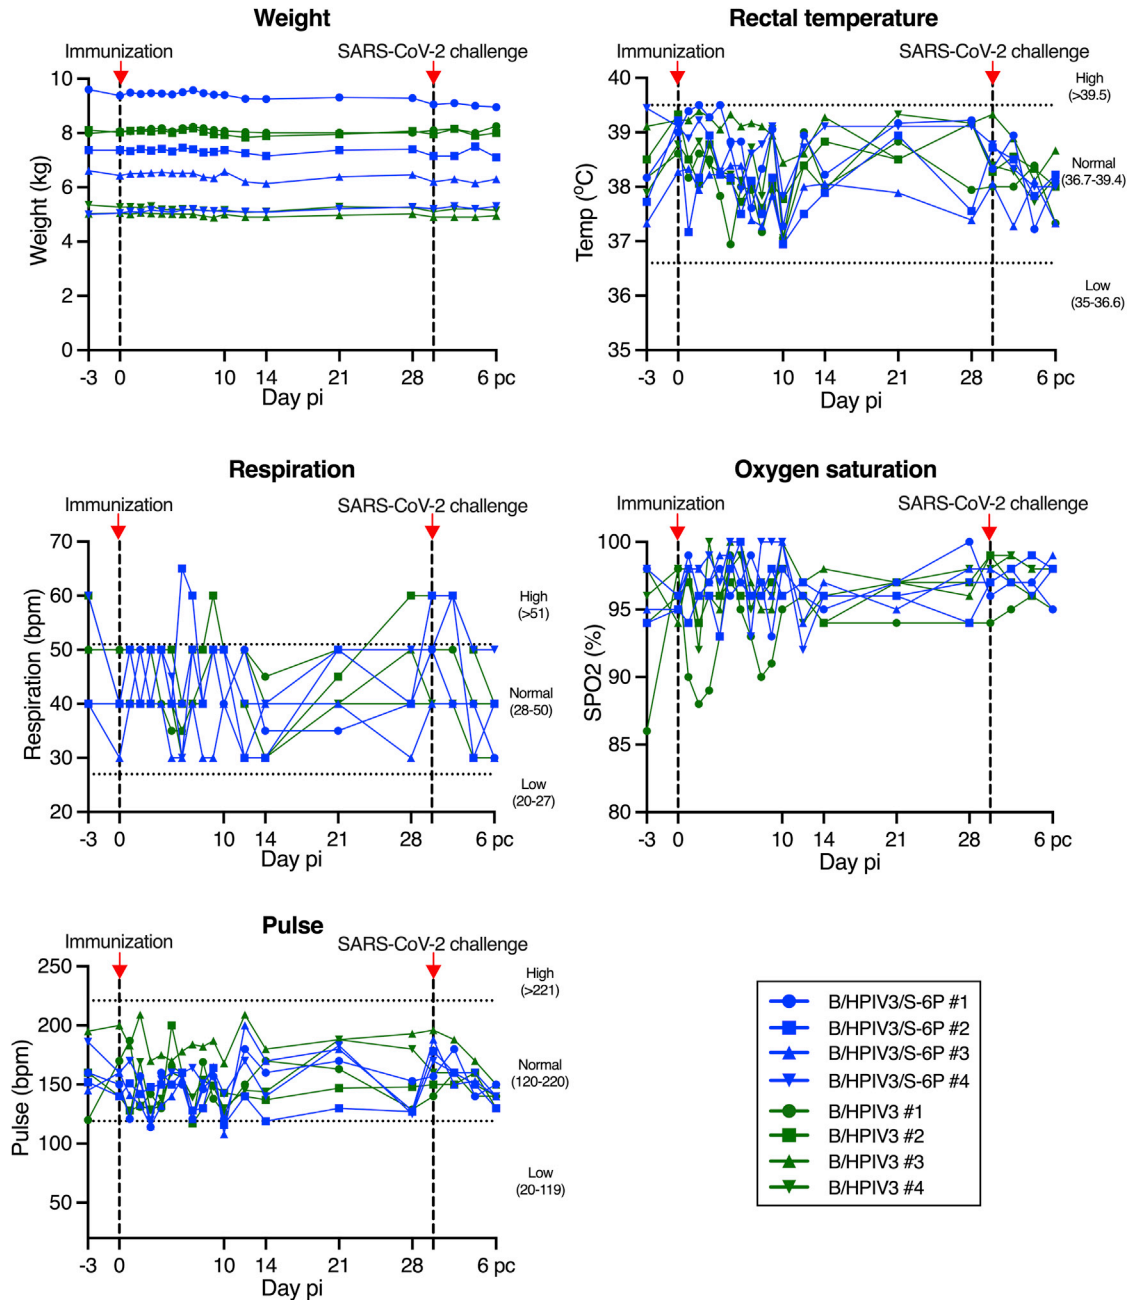 Weight
Immunization
SARS-CoV-2 challenge
Weight (kg)
10
8
6
4
2
0
-3 0 10 14 21 28 6 pc
Day pi
Rectal temperature
Immunization
SARS-CoV-2 challenge
Temp (ºC)
40
39
38
37
36
35
High
(>39.5)
Normal
(36.7-39.4)
Low
(35-36.6)
-3 0 10 14 21 28 6 pc
Day pi
Respiration
Immunization
SARS-CoV-2 challenge
Respiration (bpm)
70
60
50
40
30
20
High
(>51)
Normal
(28-50)
Low
(20-27)
-3 0 10 14 21 28 6 pc
Day pi
Oxygen saturation
Immunization
SARS-CoV-2 challenge
SPO2 (%)
100
95
90
85
80
-3 0 10 14 21 28 6 pc
Day pi
Pulse
Immunization
SARS-CoV-2 challenge
Pulse (bpm)
250
200
150
100
50
High
(>221)
Normal
(120-220)
Low
(20-119)
-3 0 10 14 21 28 6 pc
Day pi
B/HPIV3/S-6P #1
B/HPIV3/S-6P #2
B/HPIV3/S-6P #3
B/HPIV3/S-6P #4
B/HPIV3 #1
B/HPIV3 #2
B/HPIV3 #3
B/HPIV3 #4